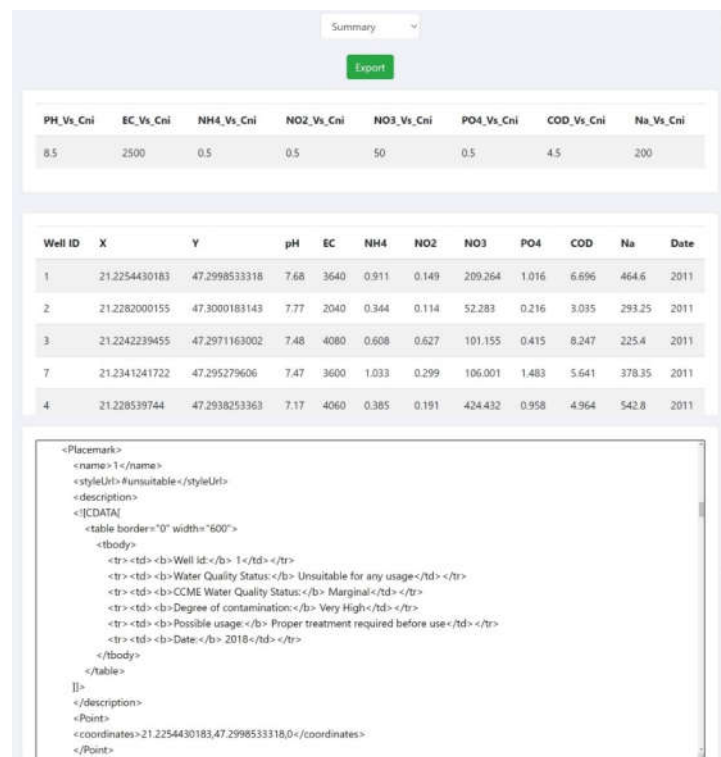 Summary
Export
PH_Vs_Cni EC_Vs_Cni NH4_Vs_Cni NO2_Vs_Cni NO3_Vs_Cni PO4_Vs_Cni COD_Vs_Cni Na_Vs_Cni
8.5 2500 0.5 0.5 50 0.5 4.5 200
Well ID X Y pH EC NH4 NO2 NO3 PO4 COD Na Date
1 21.2254430183 47.2998533318 7.68 3640 0.911 0.149 209.264 1.016 6.696 464.6 2011
2 21.2282000155 47.3000183143 7.77 2040 0.344 0.114 52.283 0.216 3.035 293.25 2011
3 21.2242239455 47.2971163002 7.48 4080 0.608 0.627 101.155 0.415 8.247 225.4 2011
7 21.2341241722 47.295279606 7.47 3600 1.033 0.299 106.001 1.483 5.641 378.35 2011
4 21.228539744 47.2938253363 7.17 4060 0.385 0.191 424.432 0.958 4.964 542.8 2011
<Placemark>
<name>1</name>
<styleUrl>#unsuitable</styleUrl>
<description>
<![CDATA[
<table border="0" width="600">
<tbody>
<tr><td><b>Well Id:</b> 1</td></tr>
<tr><td><b>Water Quality Status:</b> Unsuitable for any usage</td></tr>
<tr><td><b>CCME Water Quality Status:</b> Marginal</td></tr>
<tr><td><b>Degree of contamination:</b> Very High</td></tr>
<tr><td><b>Possible usage:</b> Proper treatment required before use</td></tr>
<tr><td><b>Date:</b> 2018</td></tr>
</tbody>
</table>
]]>
</description>
<Point>
<coordinates>21.2254430183,47.2998533318,0</coordinates>
</Point>